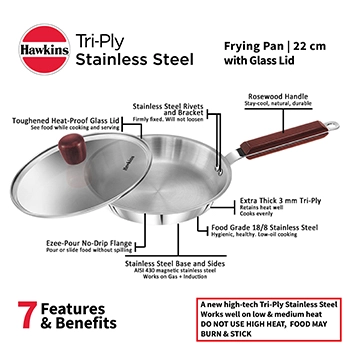 Hawkins
Tri-Ply
Stainless Steel
Frying Pan | 22 cm
with Glass Lid
Rosewood Handle
Stay-cool, natural, durable
Stainless Steel Rivets
and Bracket
Firmly fixed. Will not loosen
Toughened Heat-Proof Glass Lid
See food while cooking and serving
Hawkins
Extra Thick 3 mm Tri-Ply
Retains heat well
Cooks evenly
Food Grade 18/8 Stainless Steel
Hygienic, healthy. Low-oil cooking
Ezee-Pour No-Drip Flange
Pour or slide food without spilling
Stainless Steel Base and Sides
AISI 430 magnetic stainless steel
Works on Gas + Induction
7 Features
& Benefits
A new high-tech Tri-Ply Stainless Steel
Works well on low & medium heat
DO NOT USE HIGH HEAT, FOOD MAY
BURN & STICK